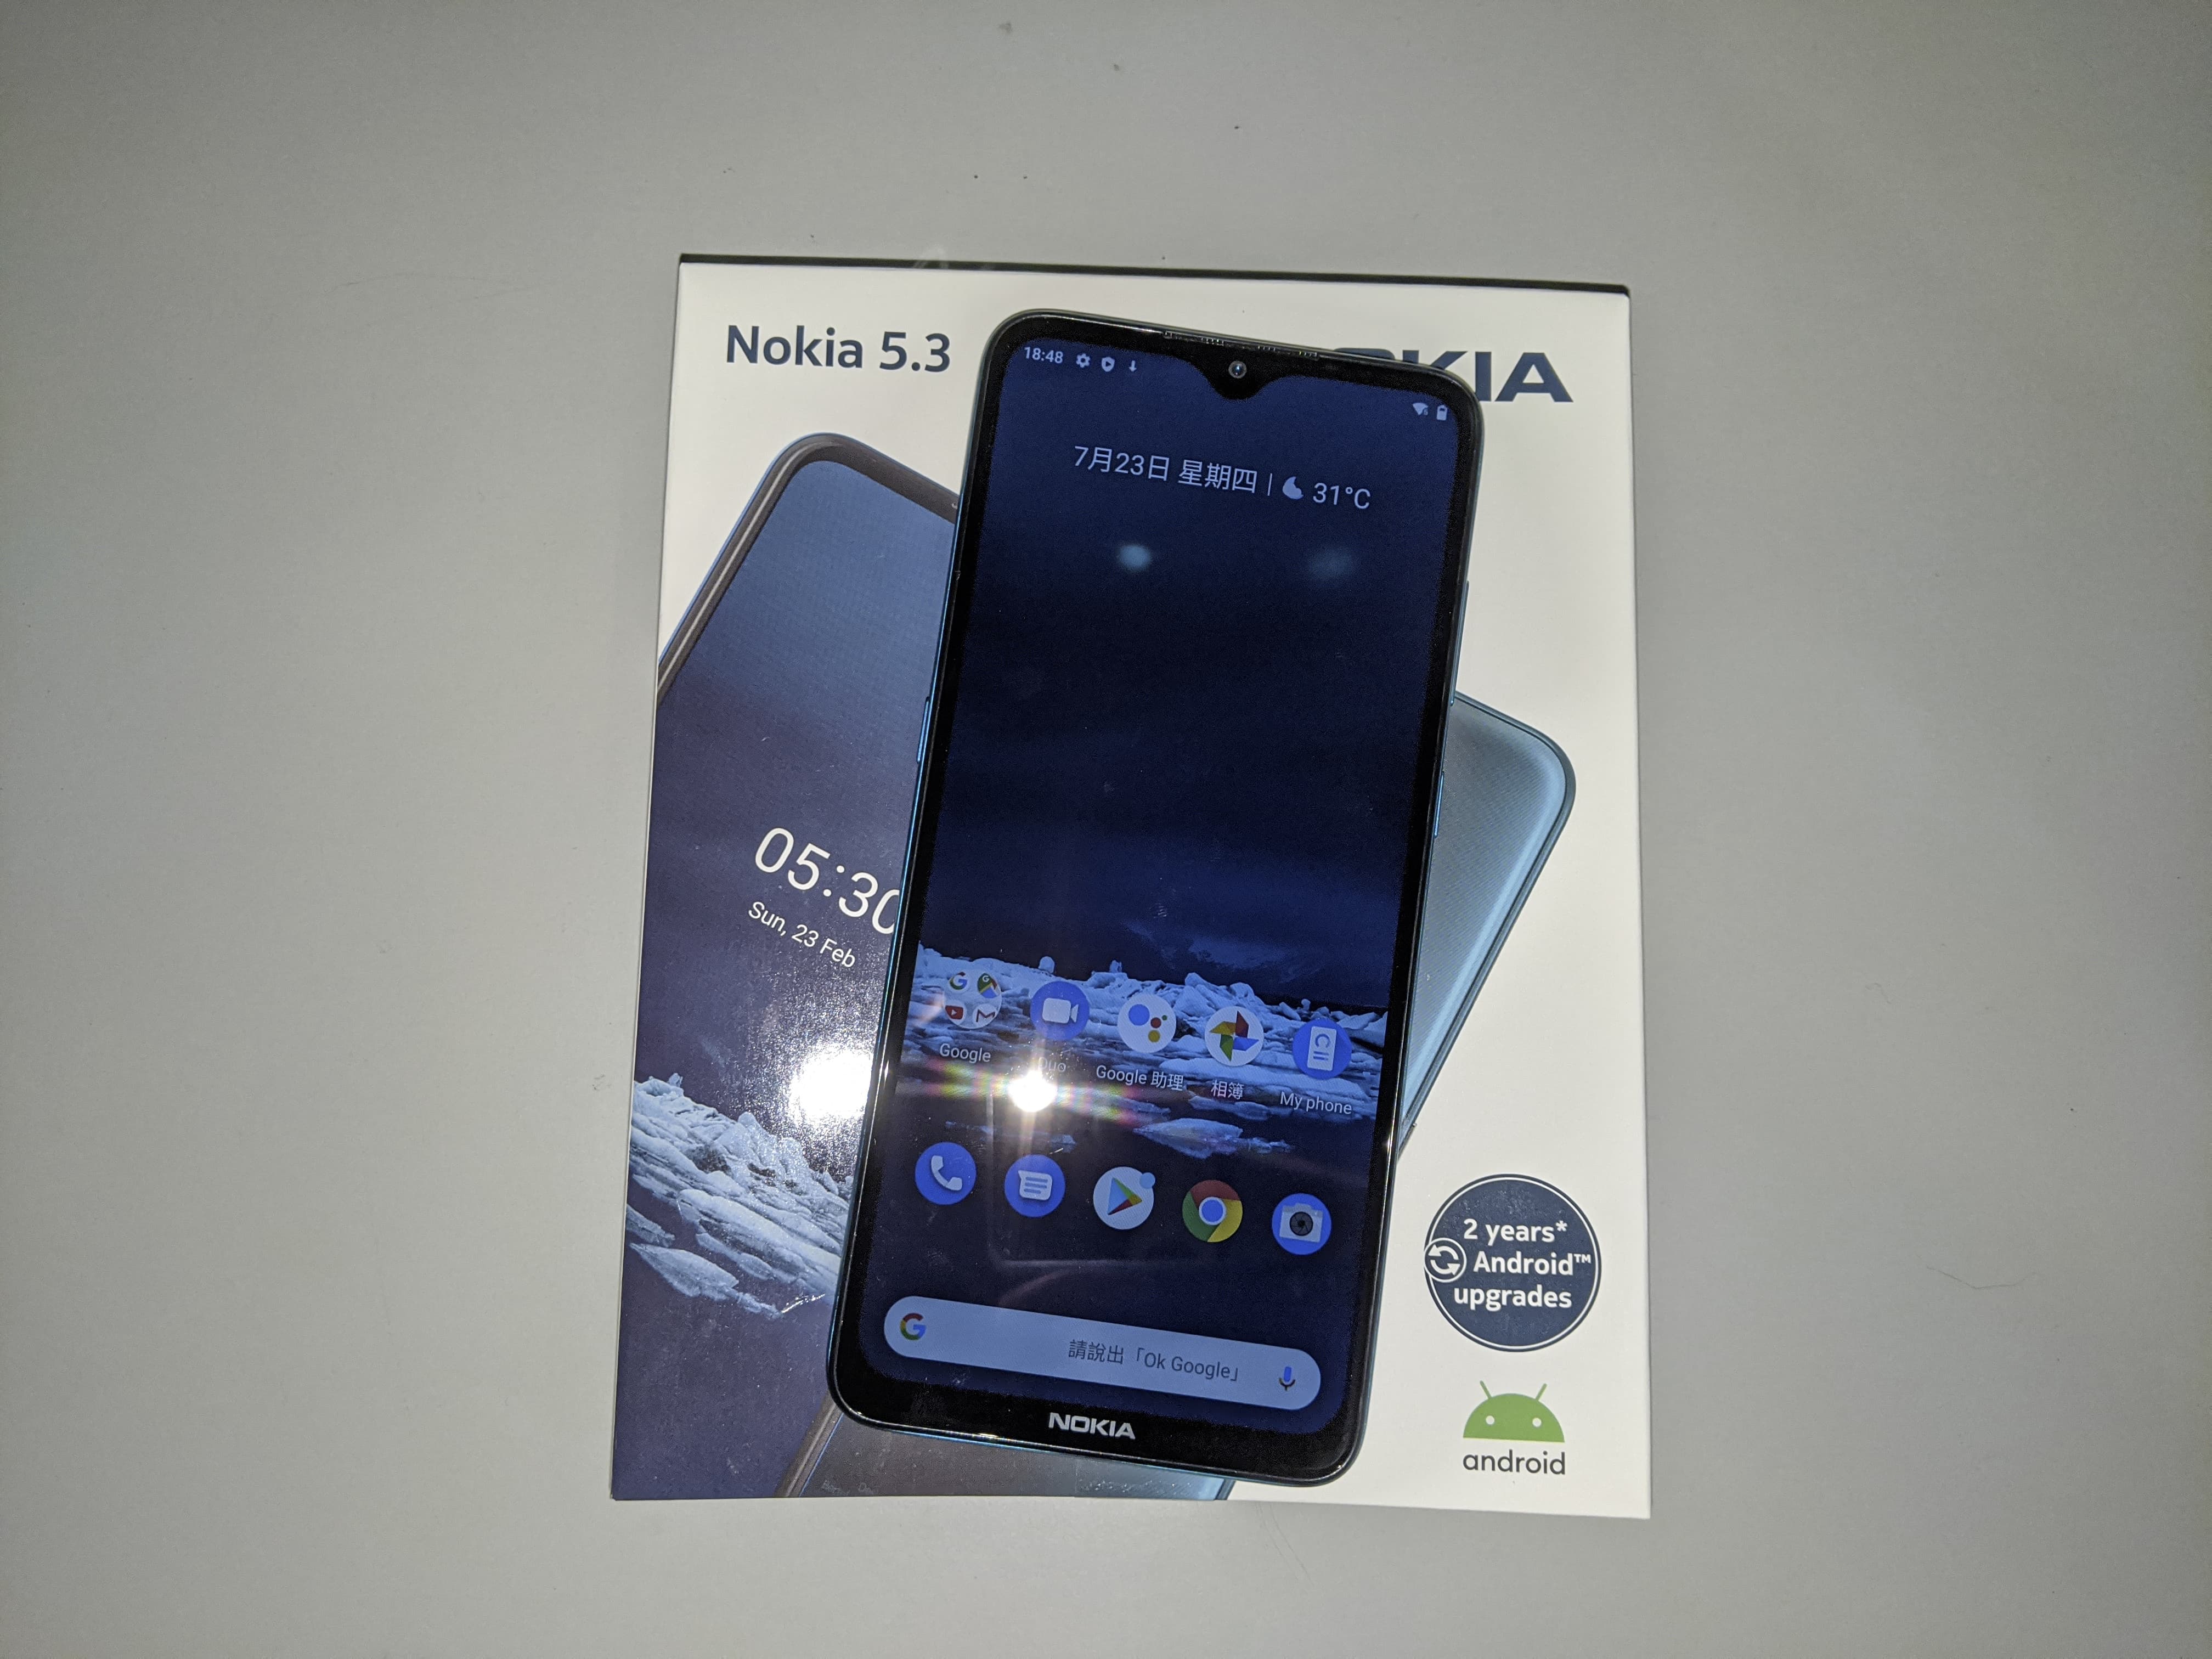 Nokia 5.3
NOKIA
18:48
7月23日 星期四 | 31°C
05:30
Sun, 23 Feb
Google
Duo
Google 助理
相簿
My phone
2 years*
Android™
upgrades
請說出「Ok Google」
NOKIA
android